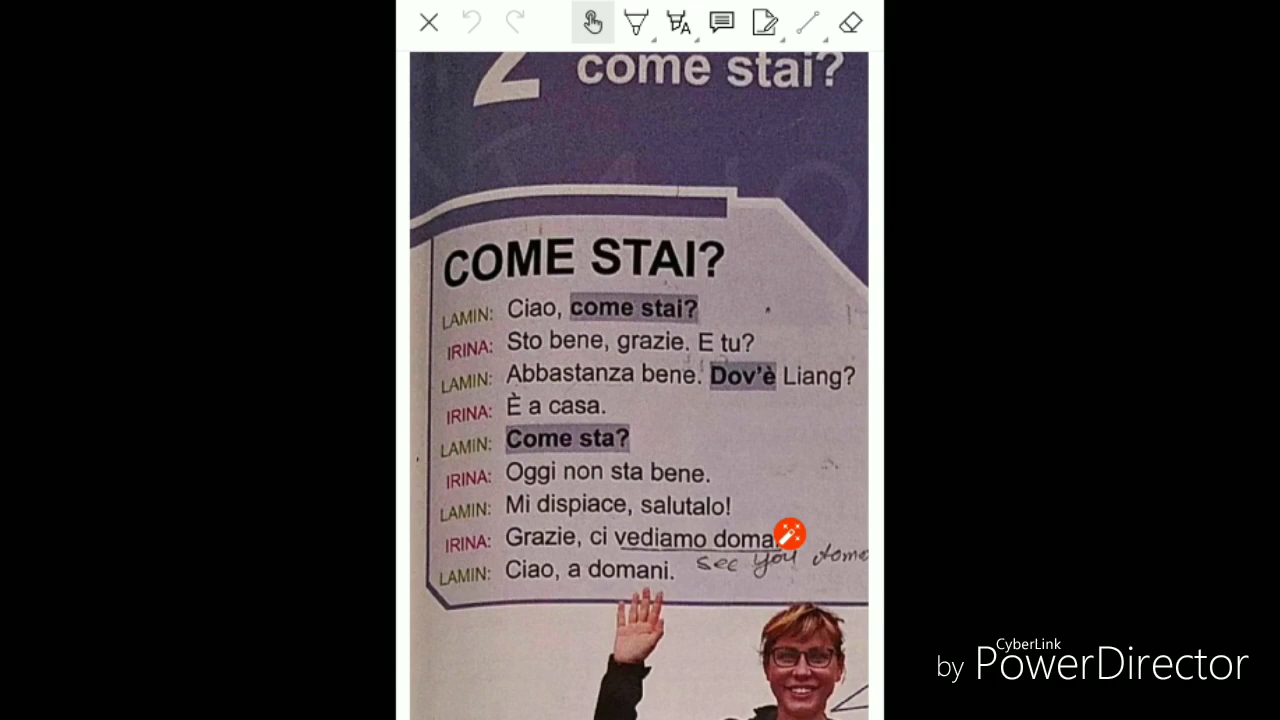 2 come stai?
COME STAI?
LAMIN: Ciao, come stai?
IRINA: Sto bene, grazie. E tu?
LAMIN: Abbastanza bene. Dov'è Liang?
IRINA: È a casa.
LAMIN: Come sta?
IRINA: Oggi non sta bene.
LAMIN: Mi dispiace, salutalo!
IRINA: Grazie, ci vediamo
see you
LAMIN: Ciao, a domani.
CyberLink
by PowerDirector